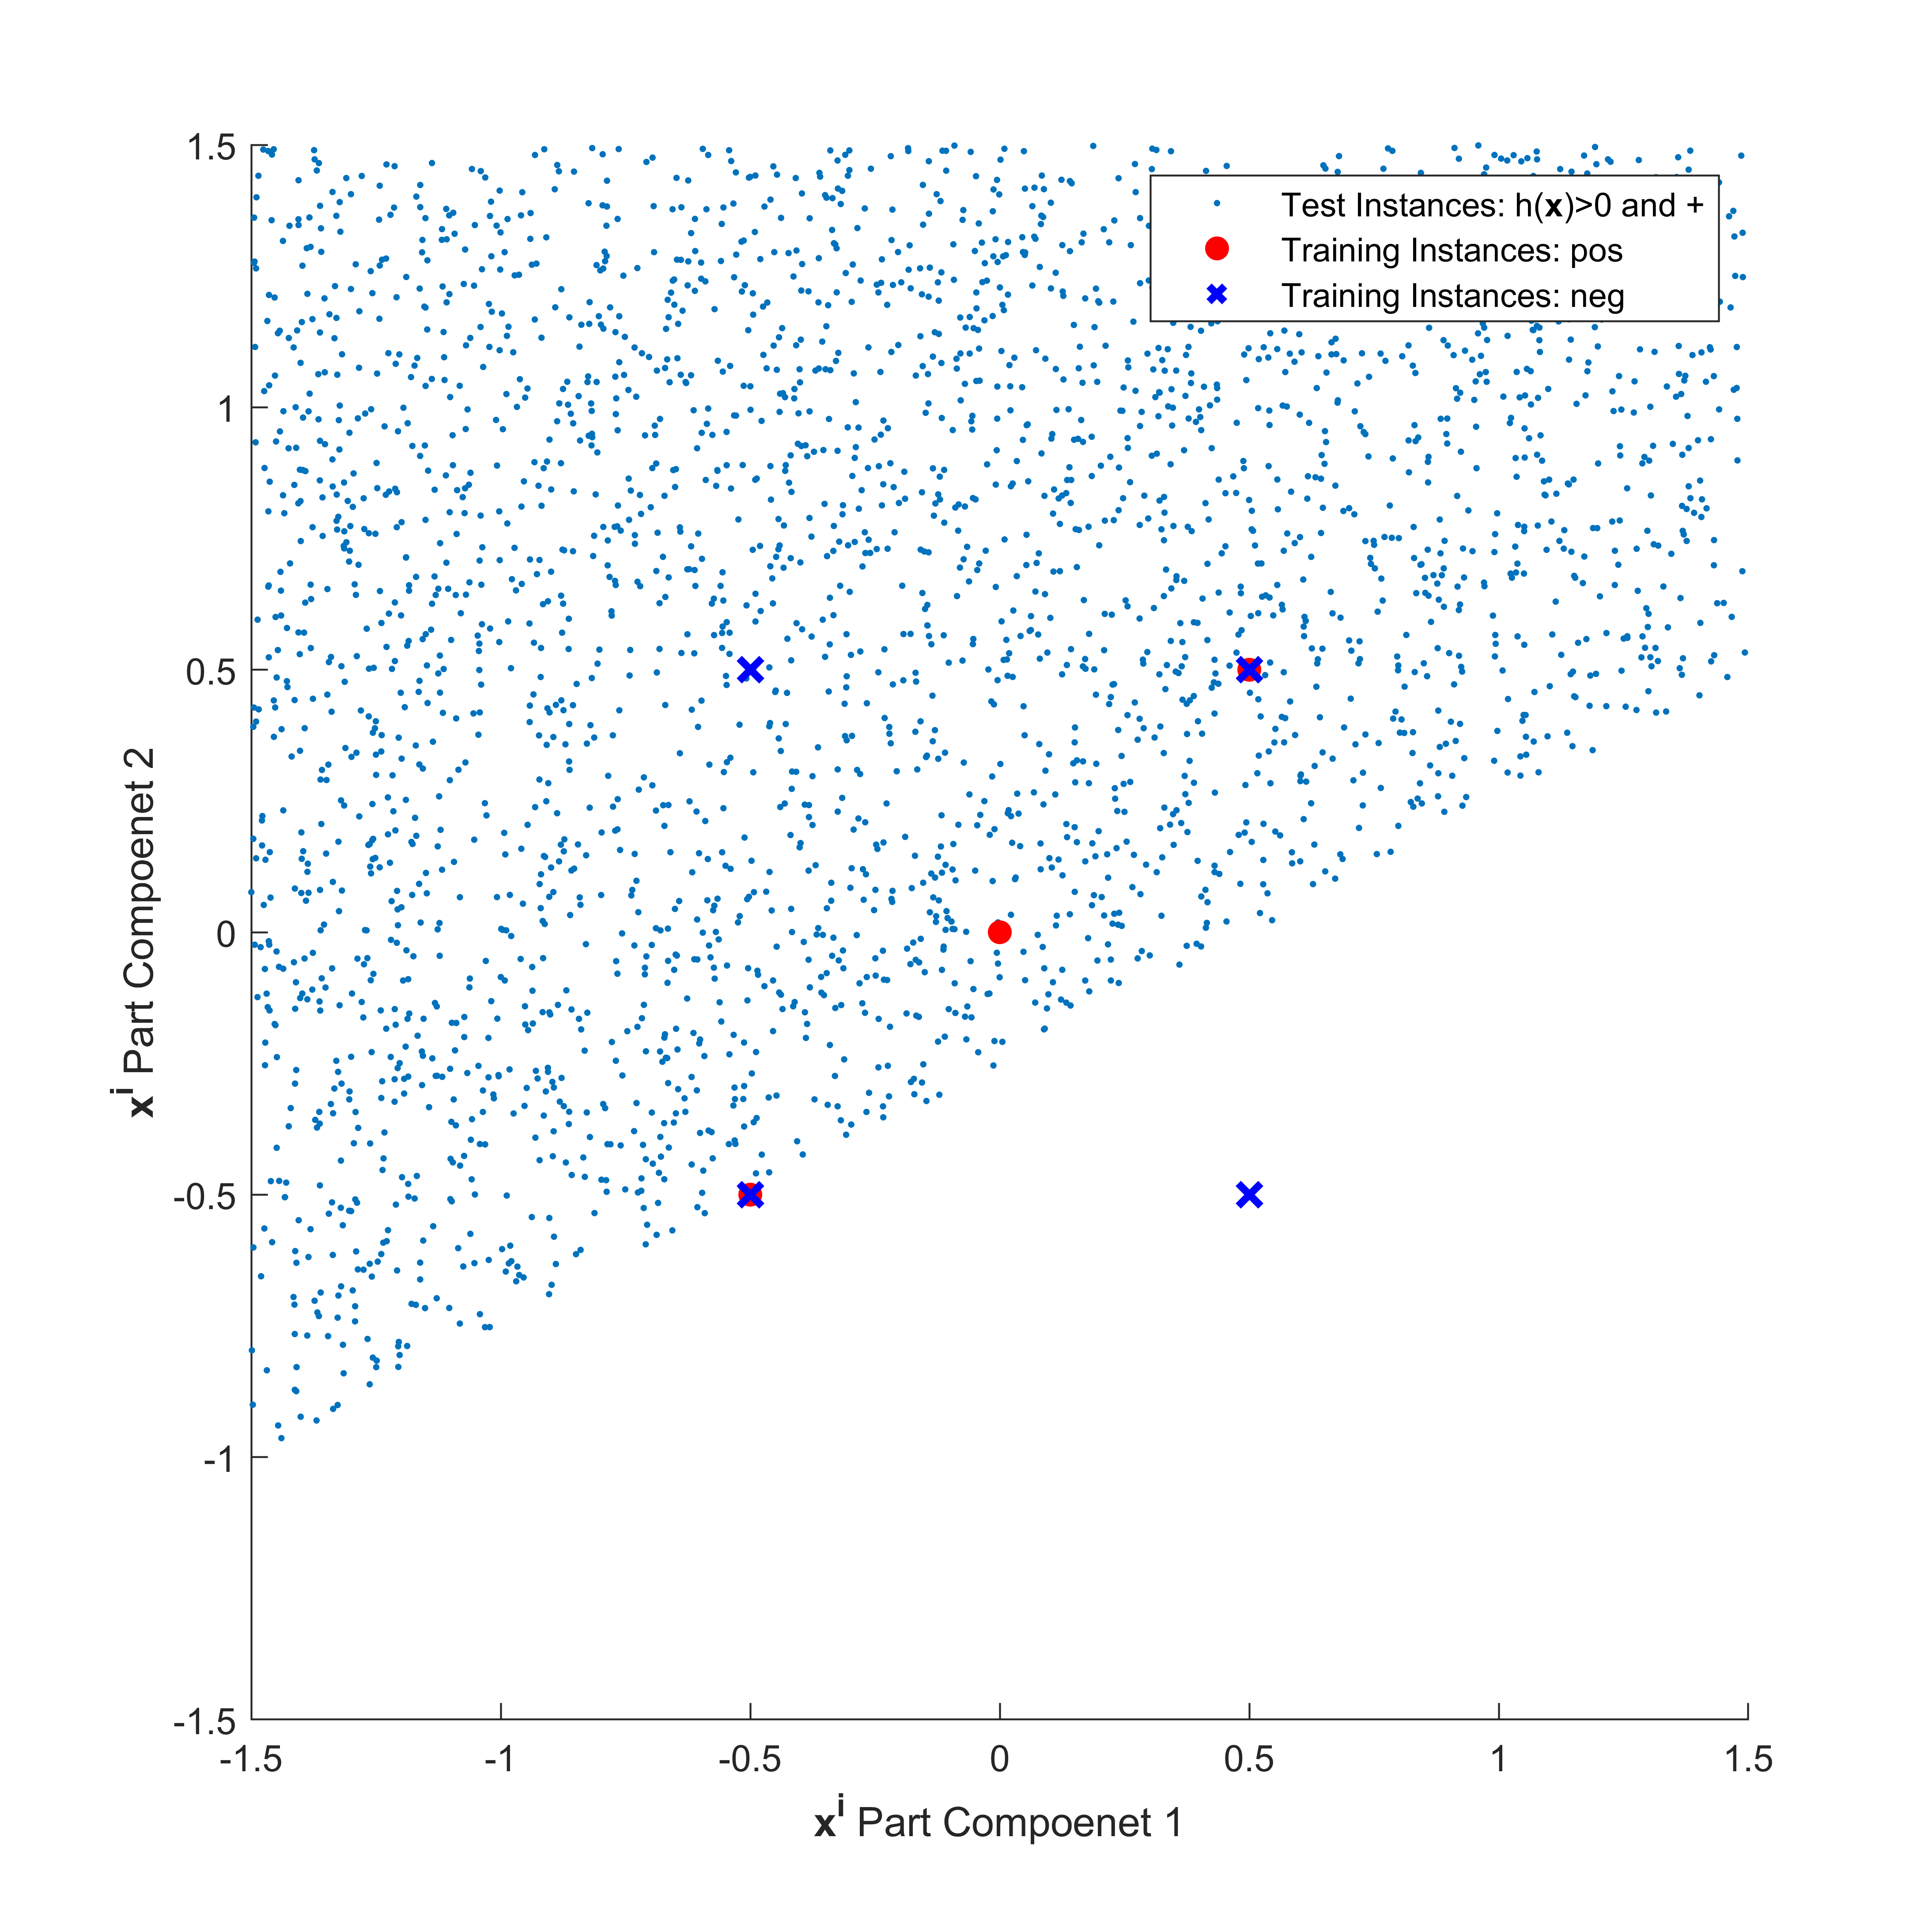 1.5
1
0.5
0
-0.5
-1
-1.5
-1.5
-1
-0.5
0
0.5
1
1.5
xⁱ Part Compoenet 1
xⁱ Part Compoenet 2
Test Instances: h(x)>0 and +
Training Instances: pos
Training Instances: neg